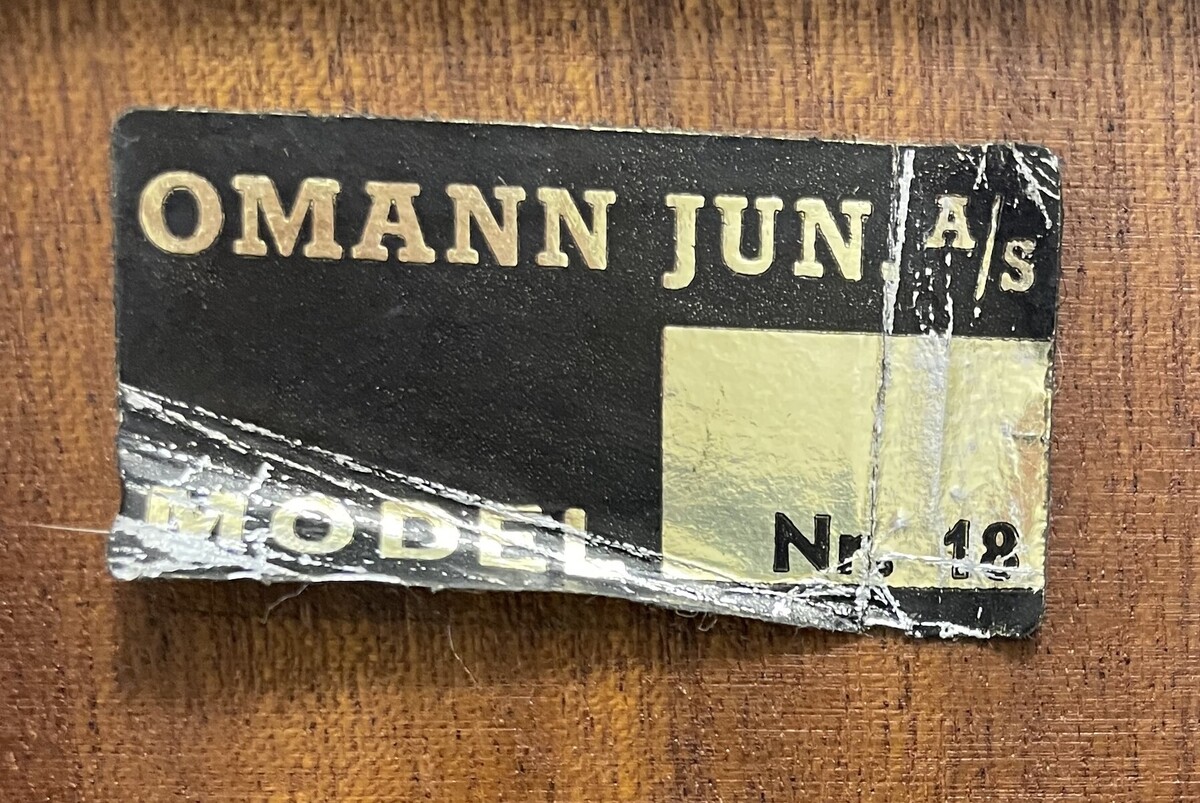 OMANN JUN. A/S
MODEL Nr. 18